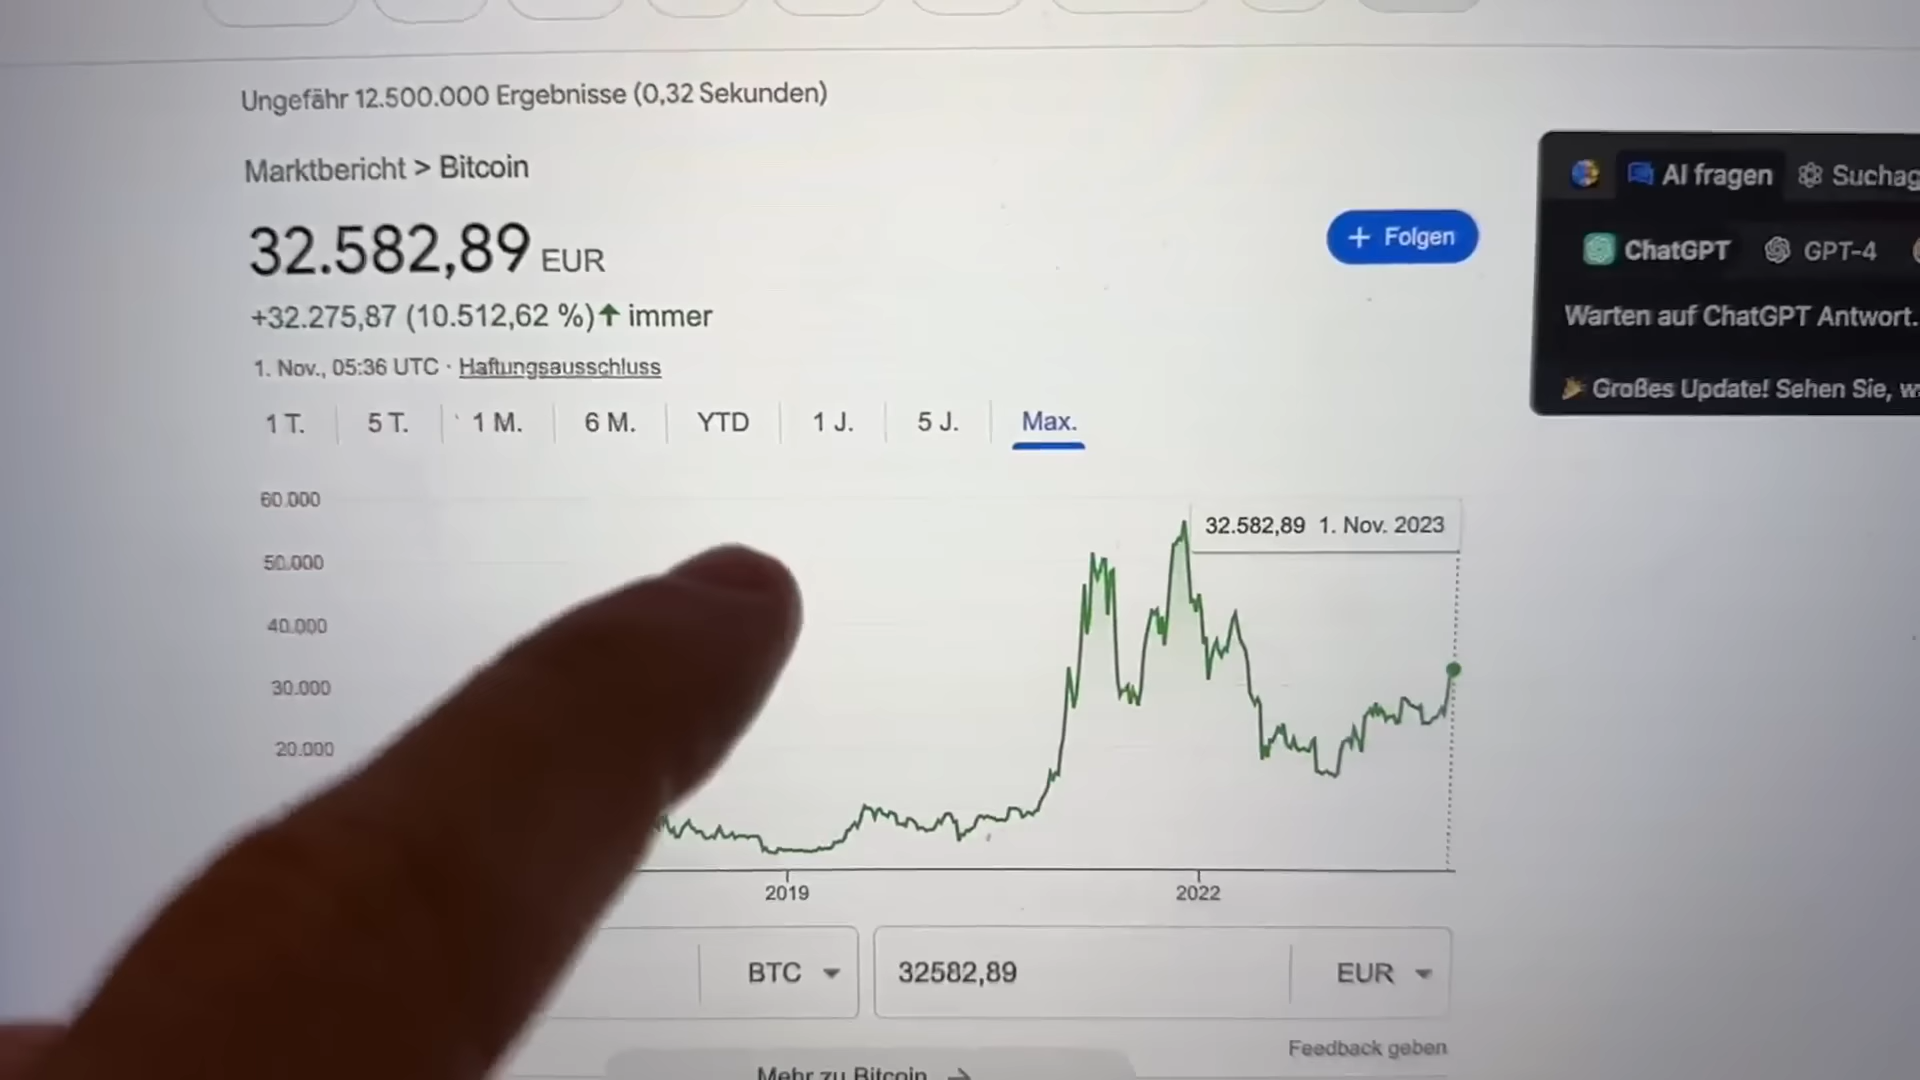 Ungefähr 12.500.000 Ergebnisse (0,32 Sekunden)
Marktbericht > Bitcoin
32.582,89 EUR
+ Folgen
+32.275,87 (10.512,62 %) immer
1. Nov., 05:36 UTC · Haftungsausschluss
1 T. 5 T. 1 M. 6 M. YTD 1 J. 5 J. Max.
60.000
50.000
40.000
30.000
20.000
32.582,89 1. Nov. 2023
2019 2022
BTC 32582,89 EUR
Feedback geben
Mehr zu Bitcoin
AI fragen
ChatGPT GPT-4
Warten auf ChatGPT Antwort.
Großes Update! Sehen Sie,